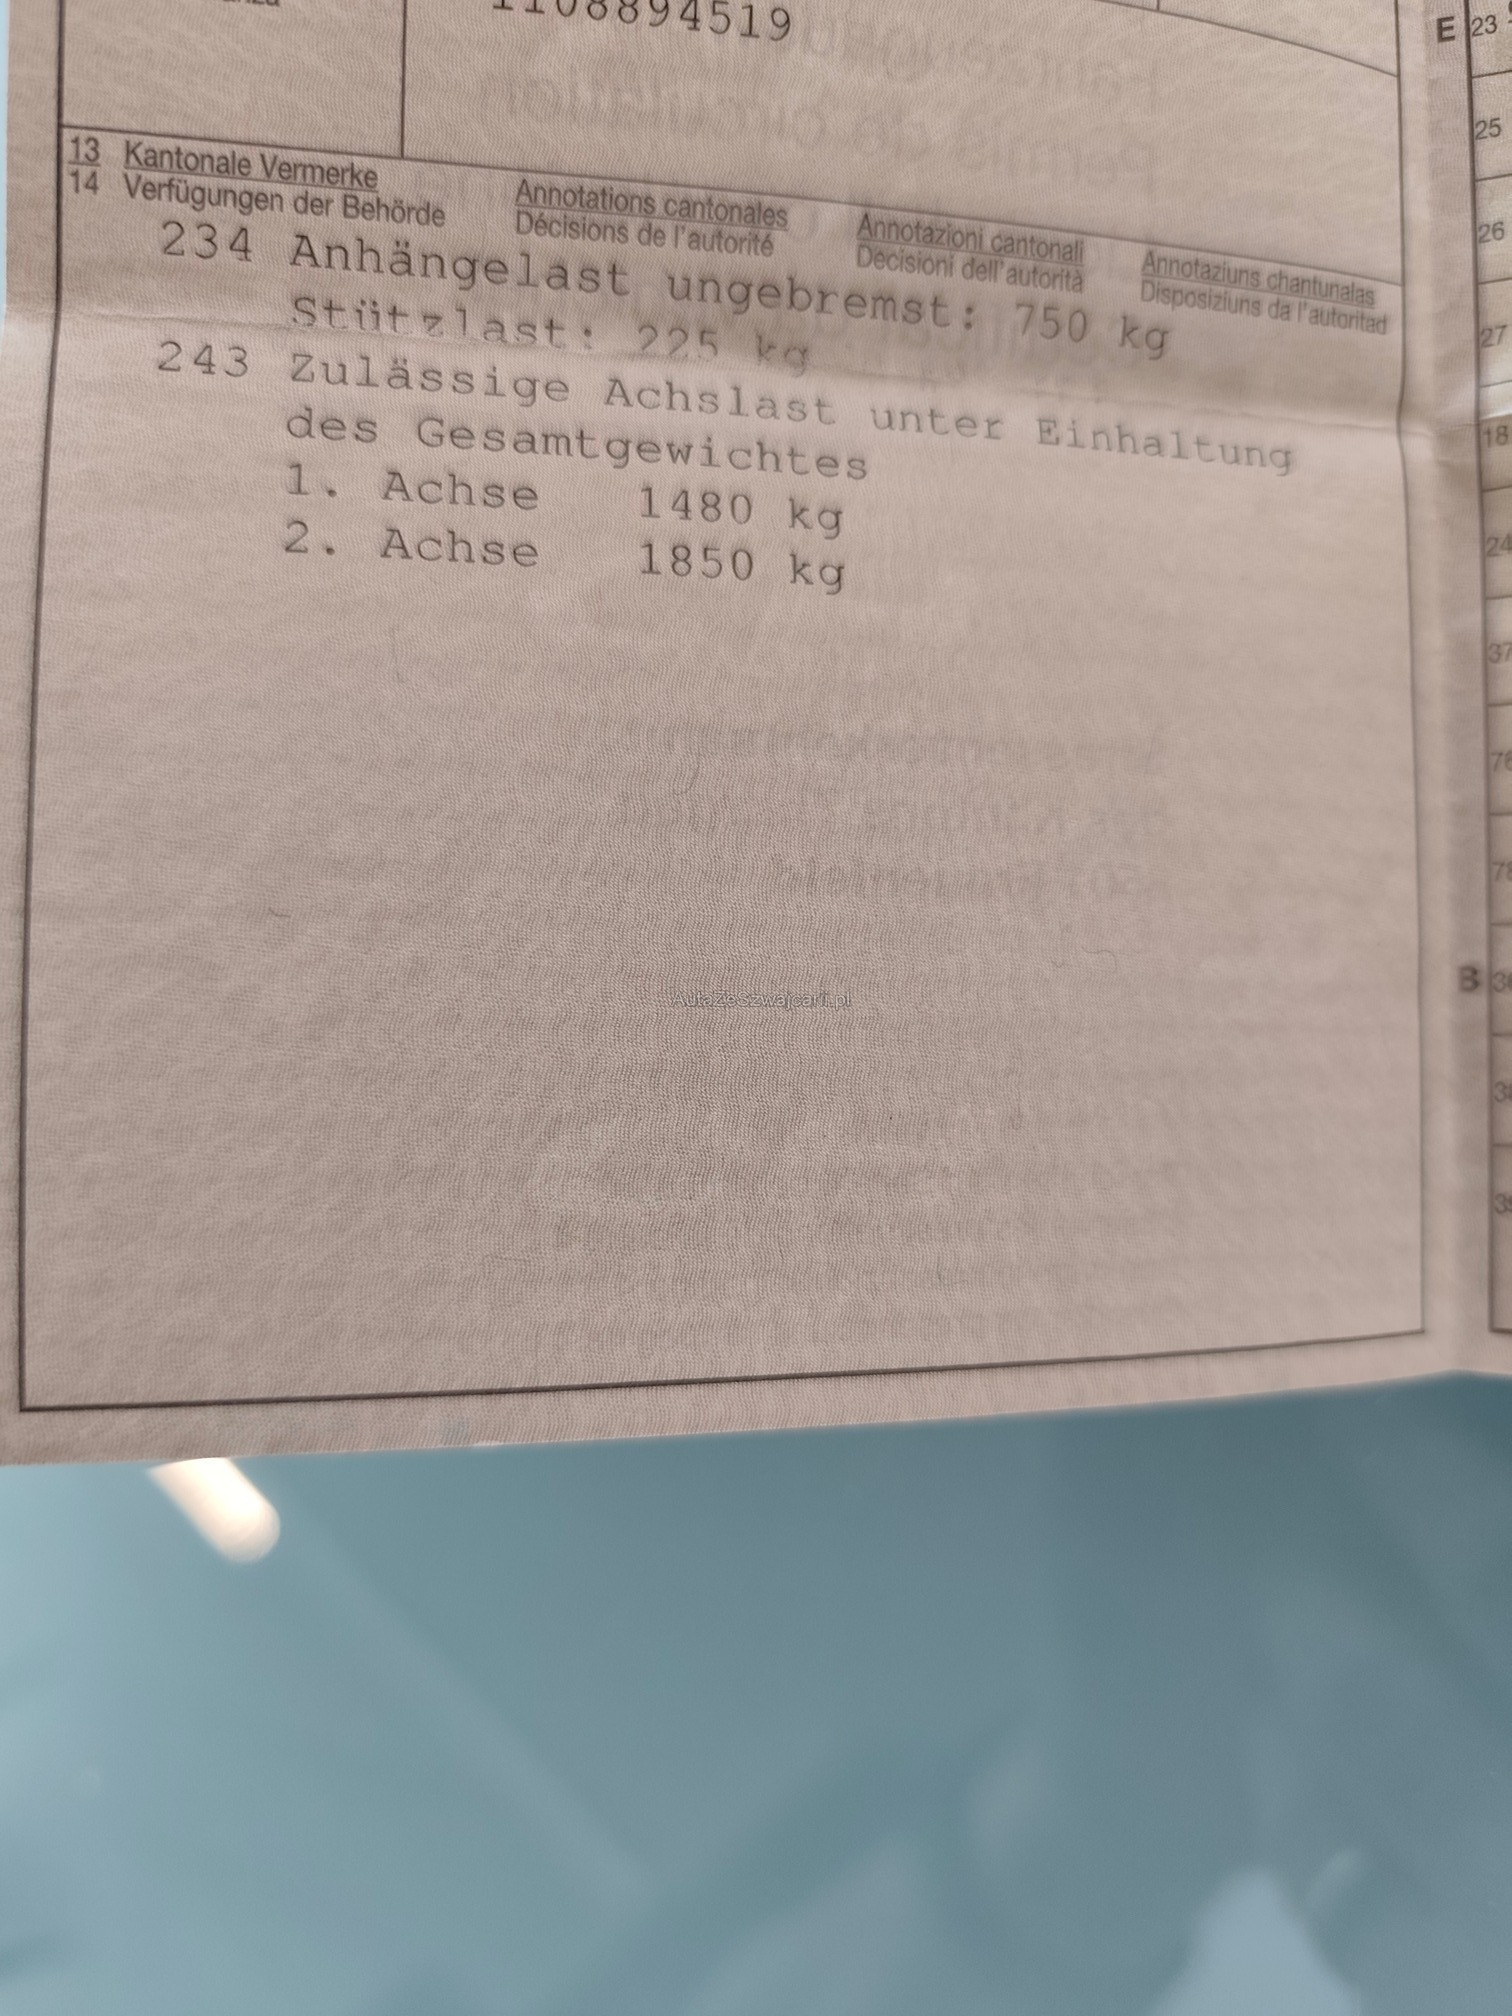 1108894519
13 Kantonale Vermerke Annotations cantonales Annotazioni cantonali Annotaziuns chantunalas
14 Verfügungen der Behörde Décisions de l'autorité Decisioni dell'autorità Disposiziuns da l'autoritad
234 Anhängelast ungebremst: 750 kg
Stützlast: 225 kg
243 Zulässige Achslast unter Einhaltung
des Gesamtgewichtes
1. Achse 1480 kg
2. Achse 1850 kg
AutaZeSzwajcarii.pl
E 23
25
26
27
18
24
37
B